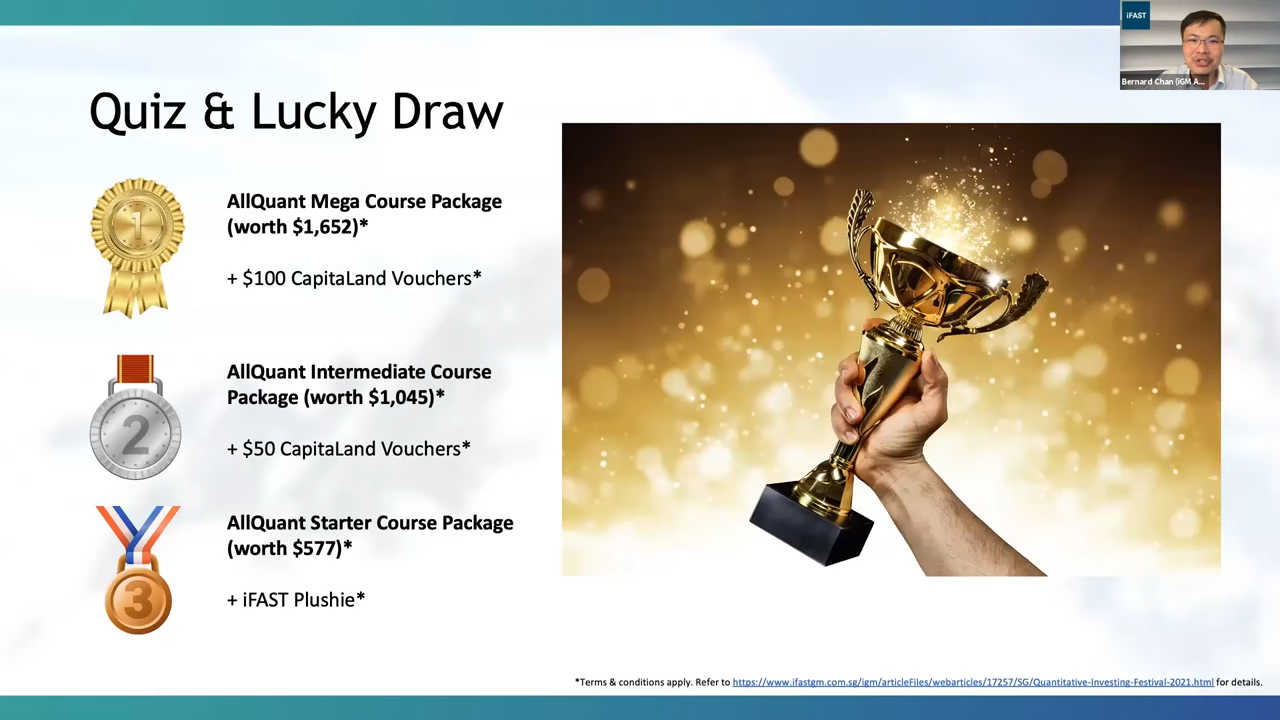 iFAST
Bernard Chan (iGM A...
Quiz & Lucky Draw
1
AllQuant Mega Course Package
(worth $1,652)*
+ $100 CapitaLand Vouchers*
2
AllQuant Intermediate Course
Package (worth $1,045)*
+ $50 CapitaLand Vouchers*
3
AllQuant Starter Course Package
(worth $577)*
+ iFAST Plushie*
*Terms & conditions apply. Refer to https://www.ifastgm.com.sg/igm/articleFiles/webarticles/17257/SG/Quantitative-Investing-Festival-2021.html for details.